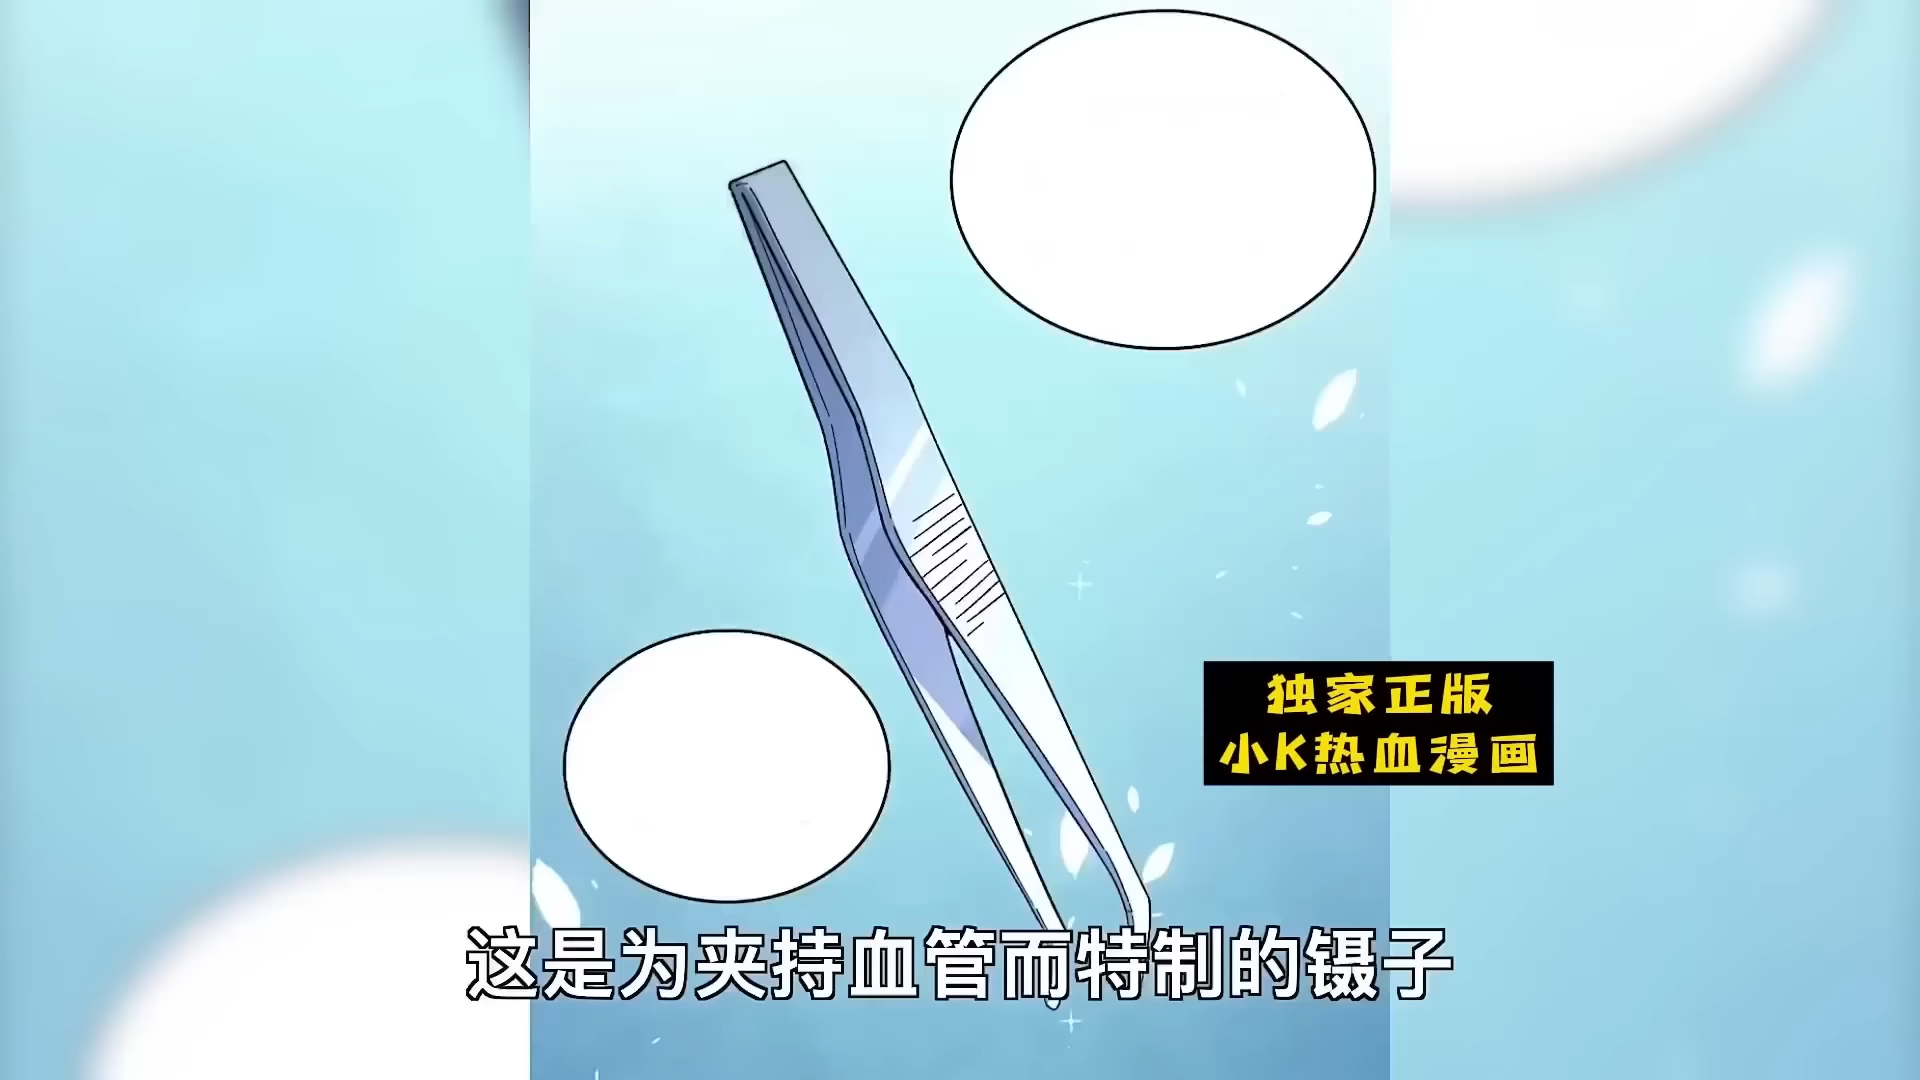 独家正版
小K热血漫画
这是为夹持血管而特制的镊子